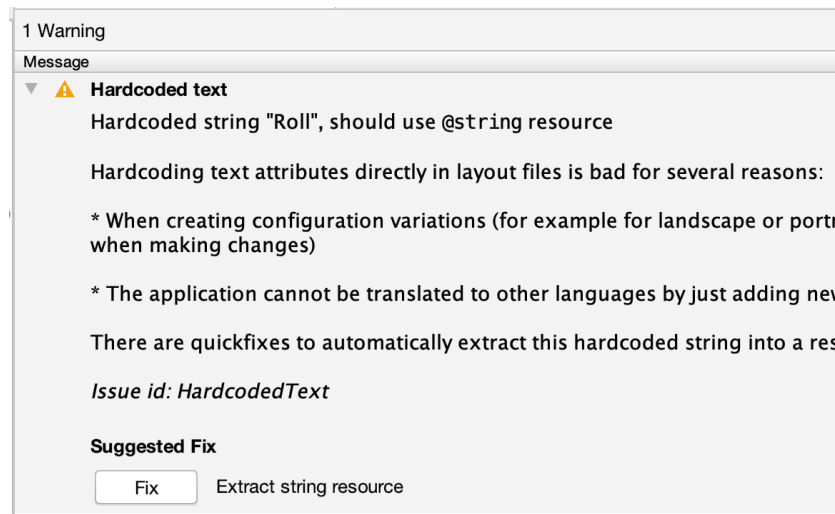 1 Warning
Message
Hardcoded text
Hardcoded string "Roll", should use @string resource
Hardcoding text attributes directly in layout files is bad for several reasons:
* When creating configuration variations (for example for landscape or
when making changes)
* The application cannot be translated to other languages by just adding
There are quickfixes to automatically extract this hardcoded string into a
Issue id: HardcodedText
Suggested Fix
Fix Extract string resource